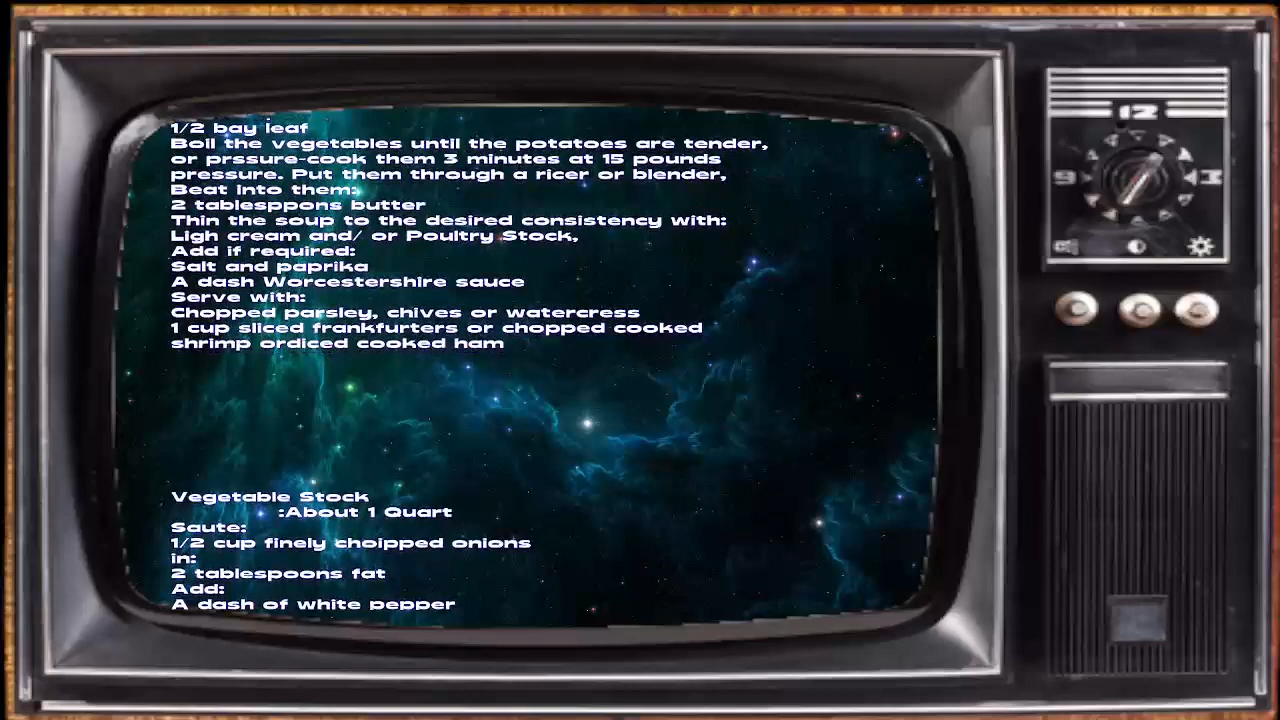 1/2 bay leaf
Boil the vegetables until the potatoes are tender,
or prssure-cook them 3 minutes at 15 pounds
pressure. Put them through a ricer or blender,
Beat into them:
2 tablesppons butter
Thin the soup to the desired consistency with:
Ligh cream and/ or Poultry Stock,
Add if required:
Salt and paprika
A dash Worcestershire sauce
Serve with:
Chopped parsley, chives or watercress
1 cup sliced frankfurters or chopped cooked
shrimp ordiced cooked ham
Vegetable Stock
:About 1 Quart
Saute:
1/2 cup finely choipped onions
in:
2 tablespoons fat
Add:
A dash of white pepper
12
9
3